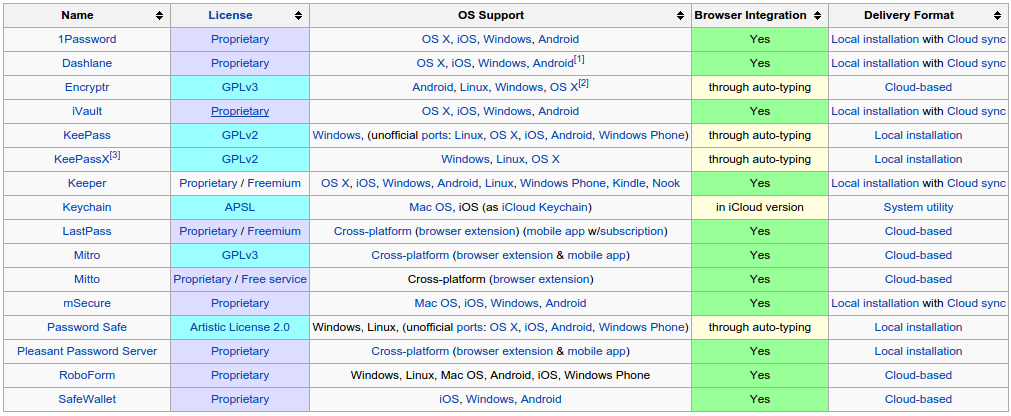 Name License OS Support Browser Integration Delivery Format
1Password Proprietary OS X, iOS, Windows, Android Yes Local installation with Cloud sync
Dashlane Proprietary OS X, iOS, Windows, Android[1] Yes Local installation with Cloud sync
Encryptr GPLv3 Android, Linux, Windows, OS X[2] through auto-typing Cloud-based
iVault Proprietary OS X, iOS, Windows, Android Yes Local installation with Cloud sync
KeePass GPLv2 Windows, (unofficial ports: Linux, OS X, iOS, Android, Windows Phone) through auto-typing Local installation
KeePassX[3] GPLv2 Windows, Linux, OS X through auto-typing Local installation
Keeper Proprietary / Freemium OS X, iOS, Windows, Android, Linux, Windows Phone, Kindle, Nook Yes Local installation with Cloud sync
Keychain APSL Mac OS, iOS (as iCloud Keychain) in iCloud version System utility
LastPass Proprietary / Freemium Cross-platform (browser extension) (mobile app w/subscription) Yes Cloud-based
Mitro GPLv3 Cross-platform (browser extension & mobile app) Yes Cloud-based
Mitto Proprietary / Free service Cross-platform (browser extension) Yes Cloud-based
mSecure Proprietary Mac OS, iOS, Windows, Android Yes Local installation with Cloud sync
Password Safe Artistic License 2.0 Windows, Linux, (unofficial ports: OS X, iOS, Android, Windows Phone) through auto-typing Local installation
Pleasant Password Server Proprietary Cross-platform (browser extension & mobile app) Yes Local installation
RoboForm Proprietary Windows, Linux, Mac OS, Android, iOS, Windows Phone Yes Cloud-based
SafeWallet Proprietary iOS, Windows, Android Yes Cloud-based